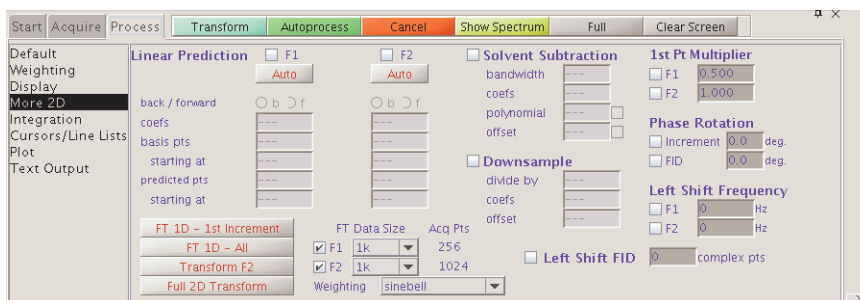 Start Acquire Process Transform Autoprocess Cancel Show Spectrum Full Clear Screen
Default
Weighting
Display
More 2D
Integration
Cursors/Line Lists
Plot
Text Output
Linear Prediction F1 F2
Auto Auto
back / forward b f b f
coefs --- ---
basis pts --- ---
starting at --- ---
predicted pts --- ---
starting at --- ---
FT 1D - 1st Increment
FT 1D - All
Transform F2
Full 2D Transform
FT Data Size Acq Pts
F1 1k 256
F2 1k 1024
Weighting sinebell
Solvent Subtraction
bandwidth ---
coefs ---
polynomial ---
offset ---
Downsample
divide by ---
coefs ---
offset ---
Left Shift FID 0 complex pts
1st Pt Multiplier
F1 0.500
F2 1.000
Phase Rotation
Increment 0.0 deg.
FID 0.0 deg.
Left Shift Frequency
F1 0 Hz
F2 0 Hz